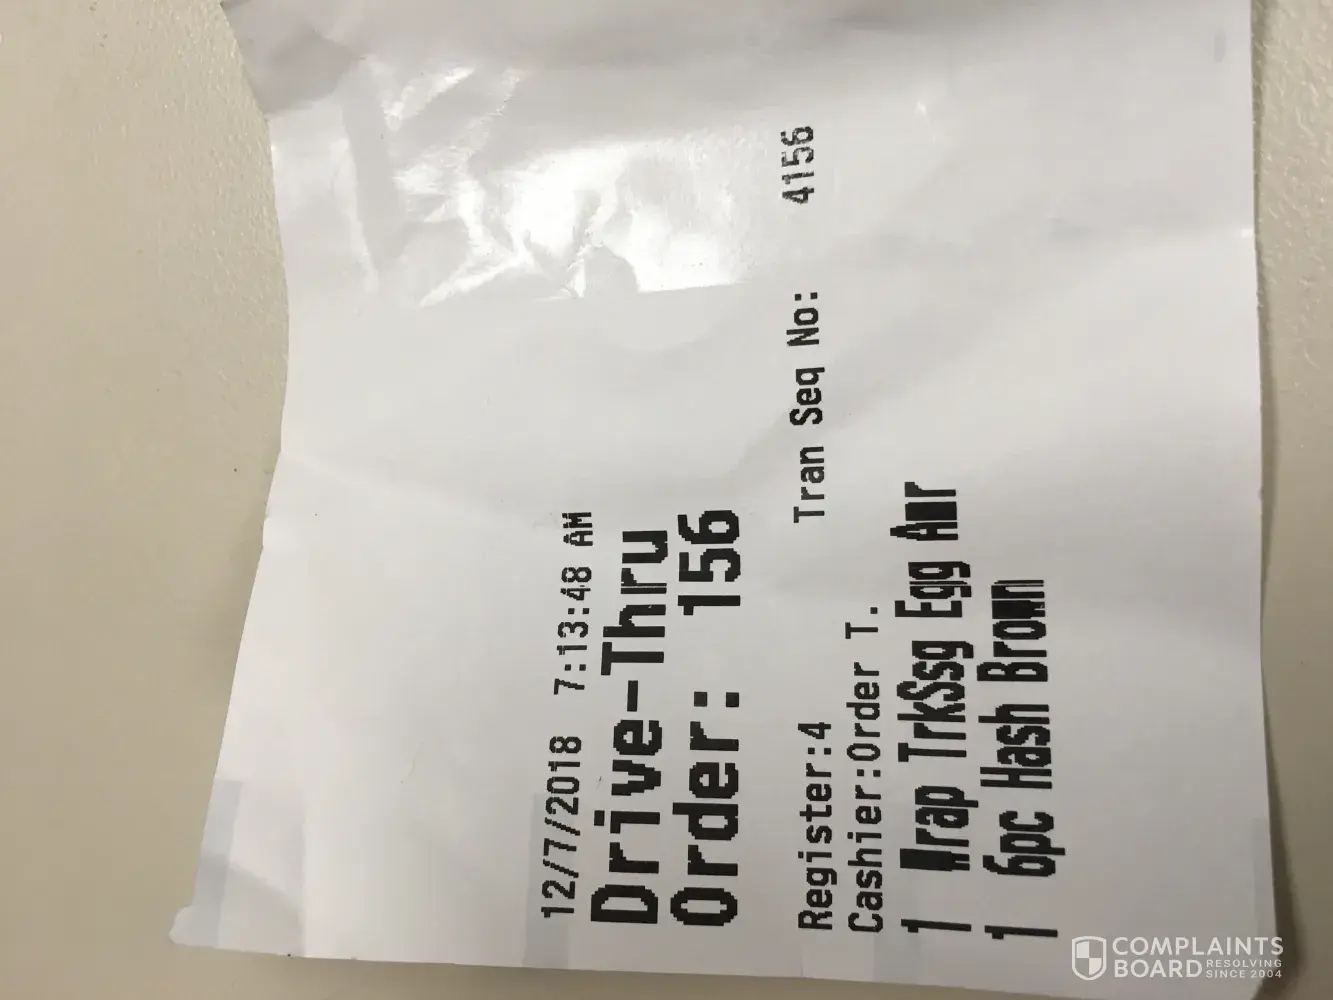 12/7/2018 7:13:48 AM
Drive-Thru
Order: 156
Register:4 Tran Seq No: 4156
Cashier:Order T.
1 Wrap TrkSsg Egg Amr
1 6pc Hash Brown
COMPLAINTS
BOARD RESOLVING
SINCE 2004